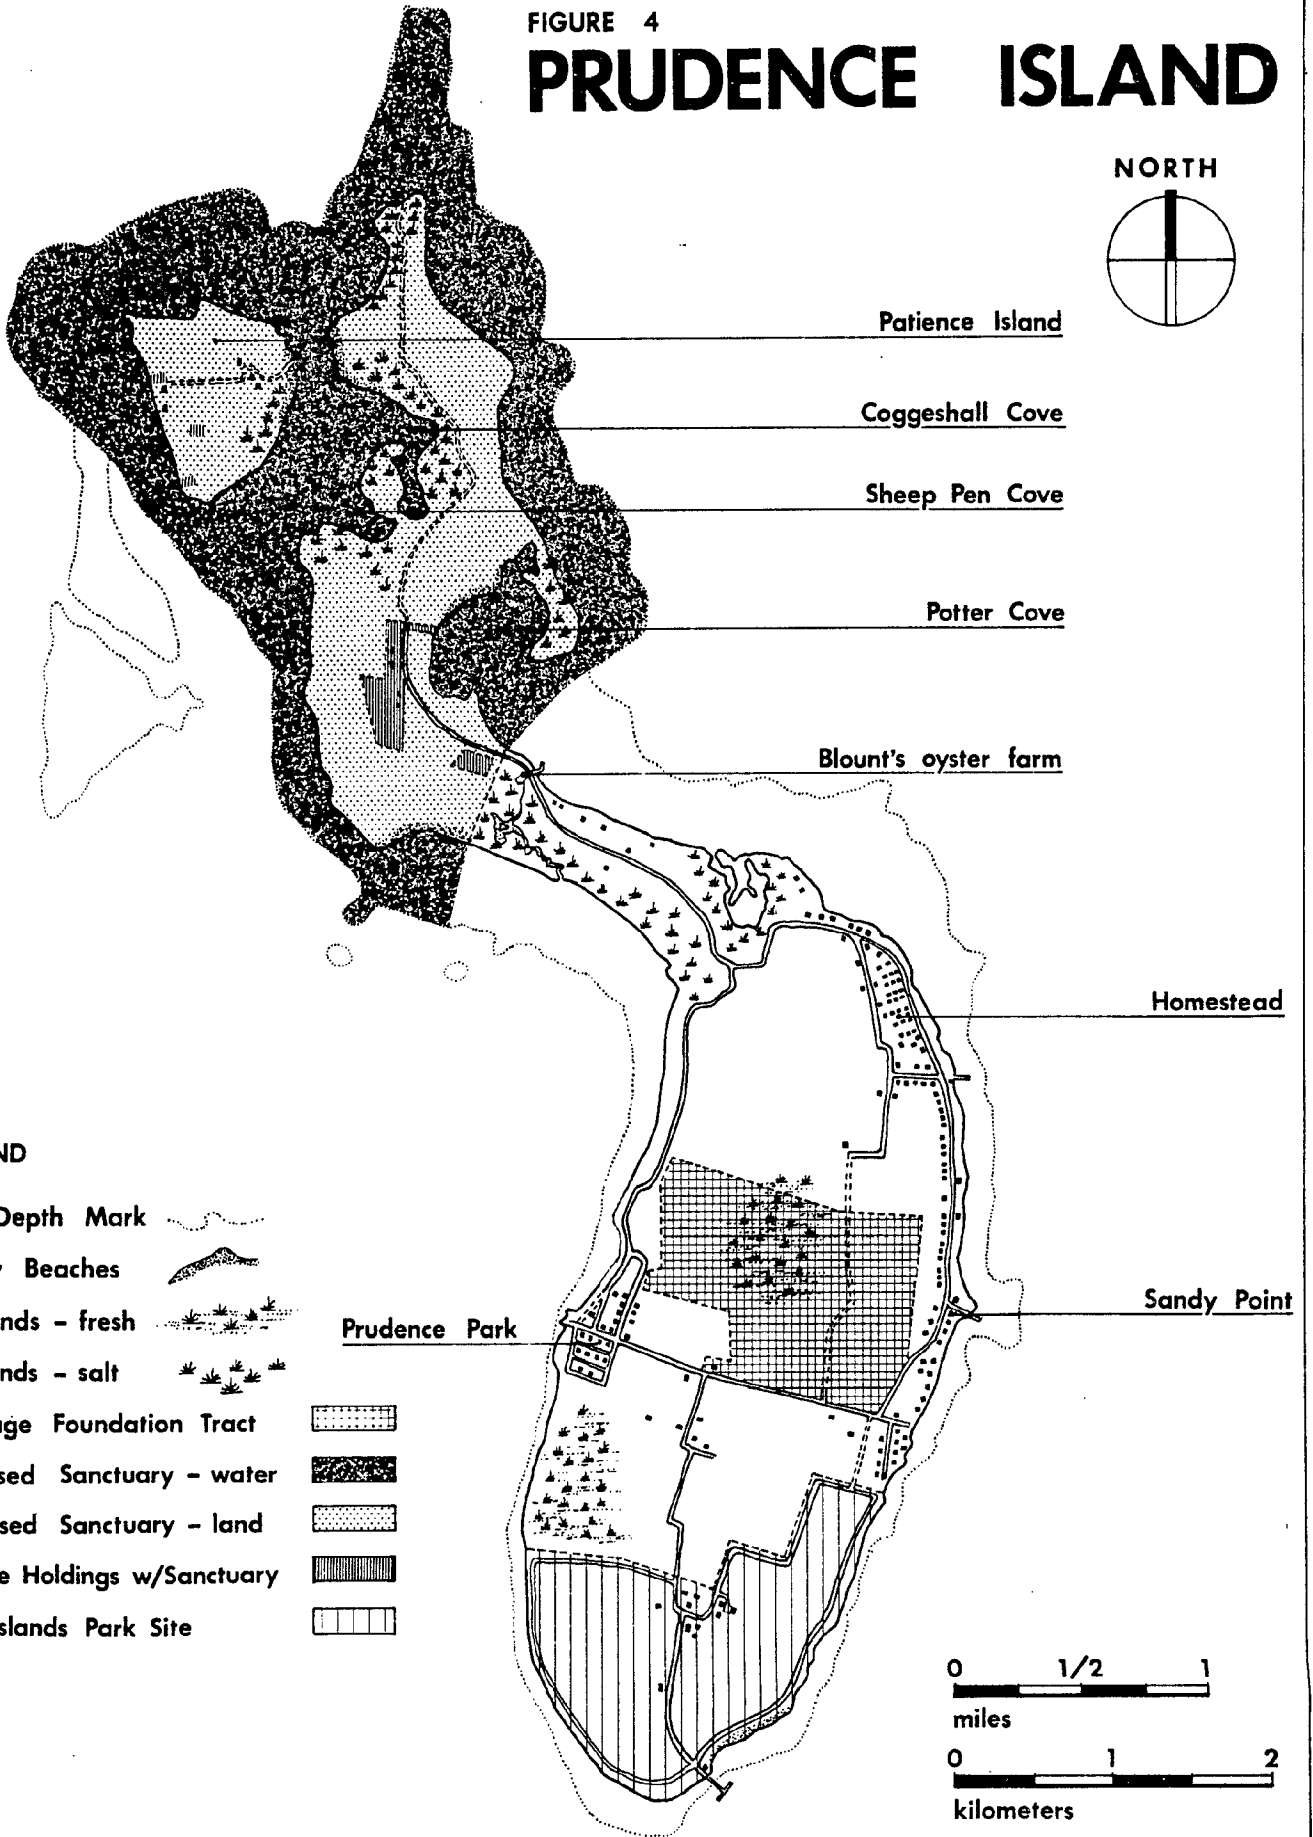 FIGURE 4
PRUDENCE ISLAND
NORTH
Patience Island
Coggeshall Cove
Sheep Pen Cove
Potter Cove
Blount's oyster farm
Homestead
Sandy Point
Prudence Park
ND
Depth Mark
y Beaches
nds - fresh
nds - salt
ge Foundation Tract
sed Sanctuary - water
sed Sanctuary - land
e Holdings w/Sanctuary
slands Park Site
0 1/2 1
miles
0 1 2
kilometers